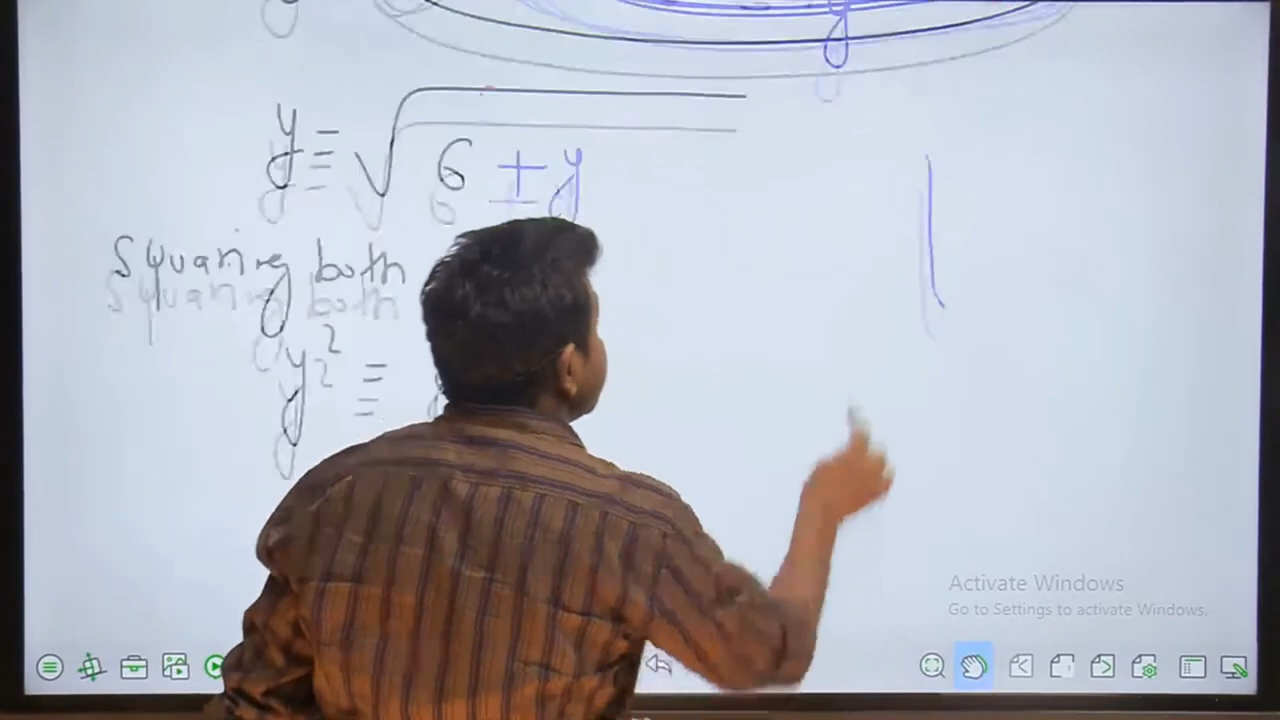 y
y = √6 + y
Squaring both
y² =
Activate Windows
Go to Settings to activate Windows.